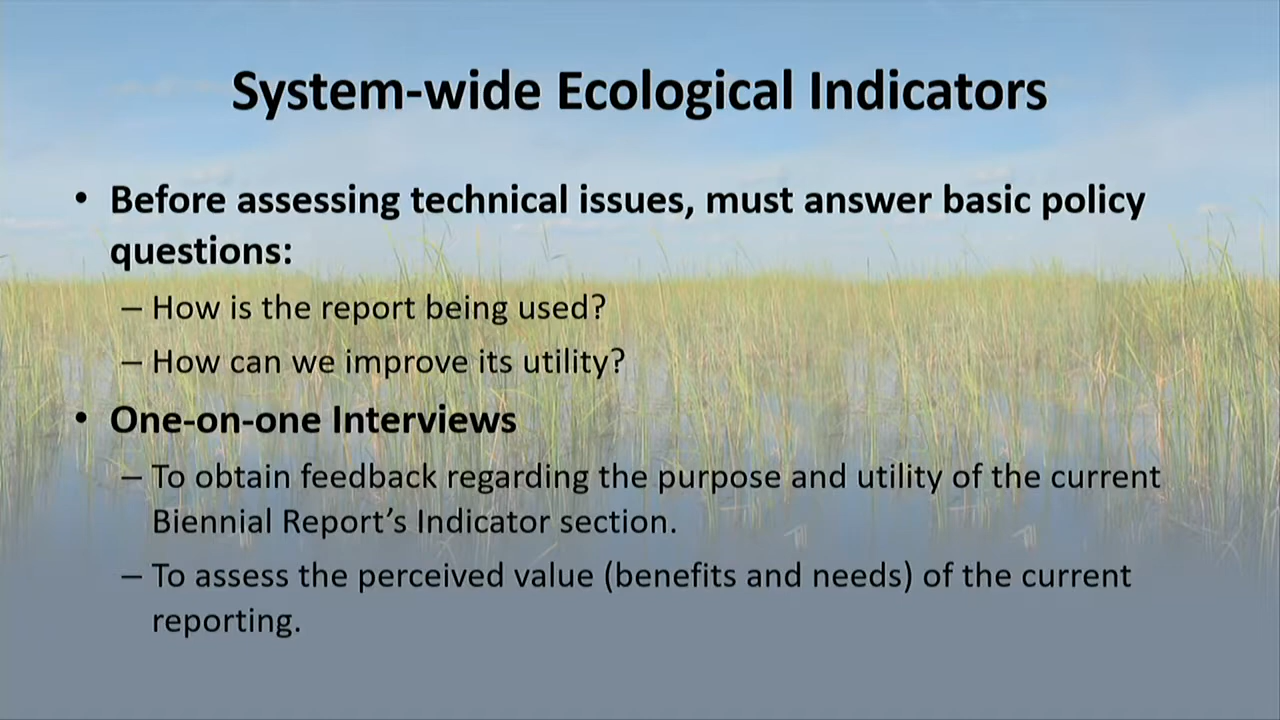 System-wide Ecological Indicators
• Before assessing technical issues, must answer basic policy
questions:
– How is the report being used?
– How can we improve its utility?
• One-on-one Interviews
– To obtain feedback regarding the purpose and utility of the current
Biennial Report’s Indicator section.
– To assess the perceived value (benefits and needs) of the current
reporting.